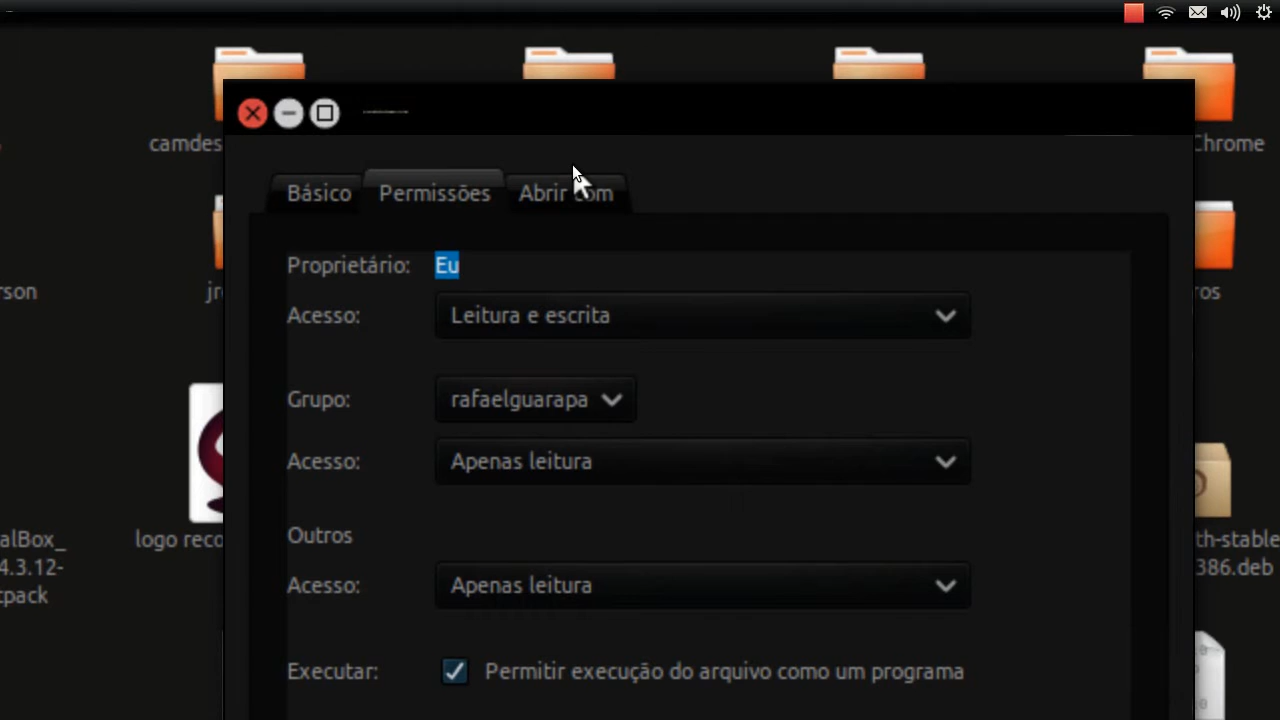 camdes
Chrome
Básico Permissões Abrir com
Proprietário: Eu
rson
jr
ros
Acesso: Leitura e escrita
Grupo: rafaelguarapa
Acesso: Apenas leitura
Outros
alBox_
4.3.12-
tpack
logo reco
th-stable
386.deb
Acesso: Apenas leitura
Executar: Permitir execução do arquivo como um programa